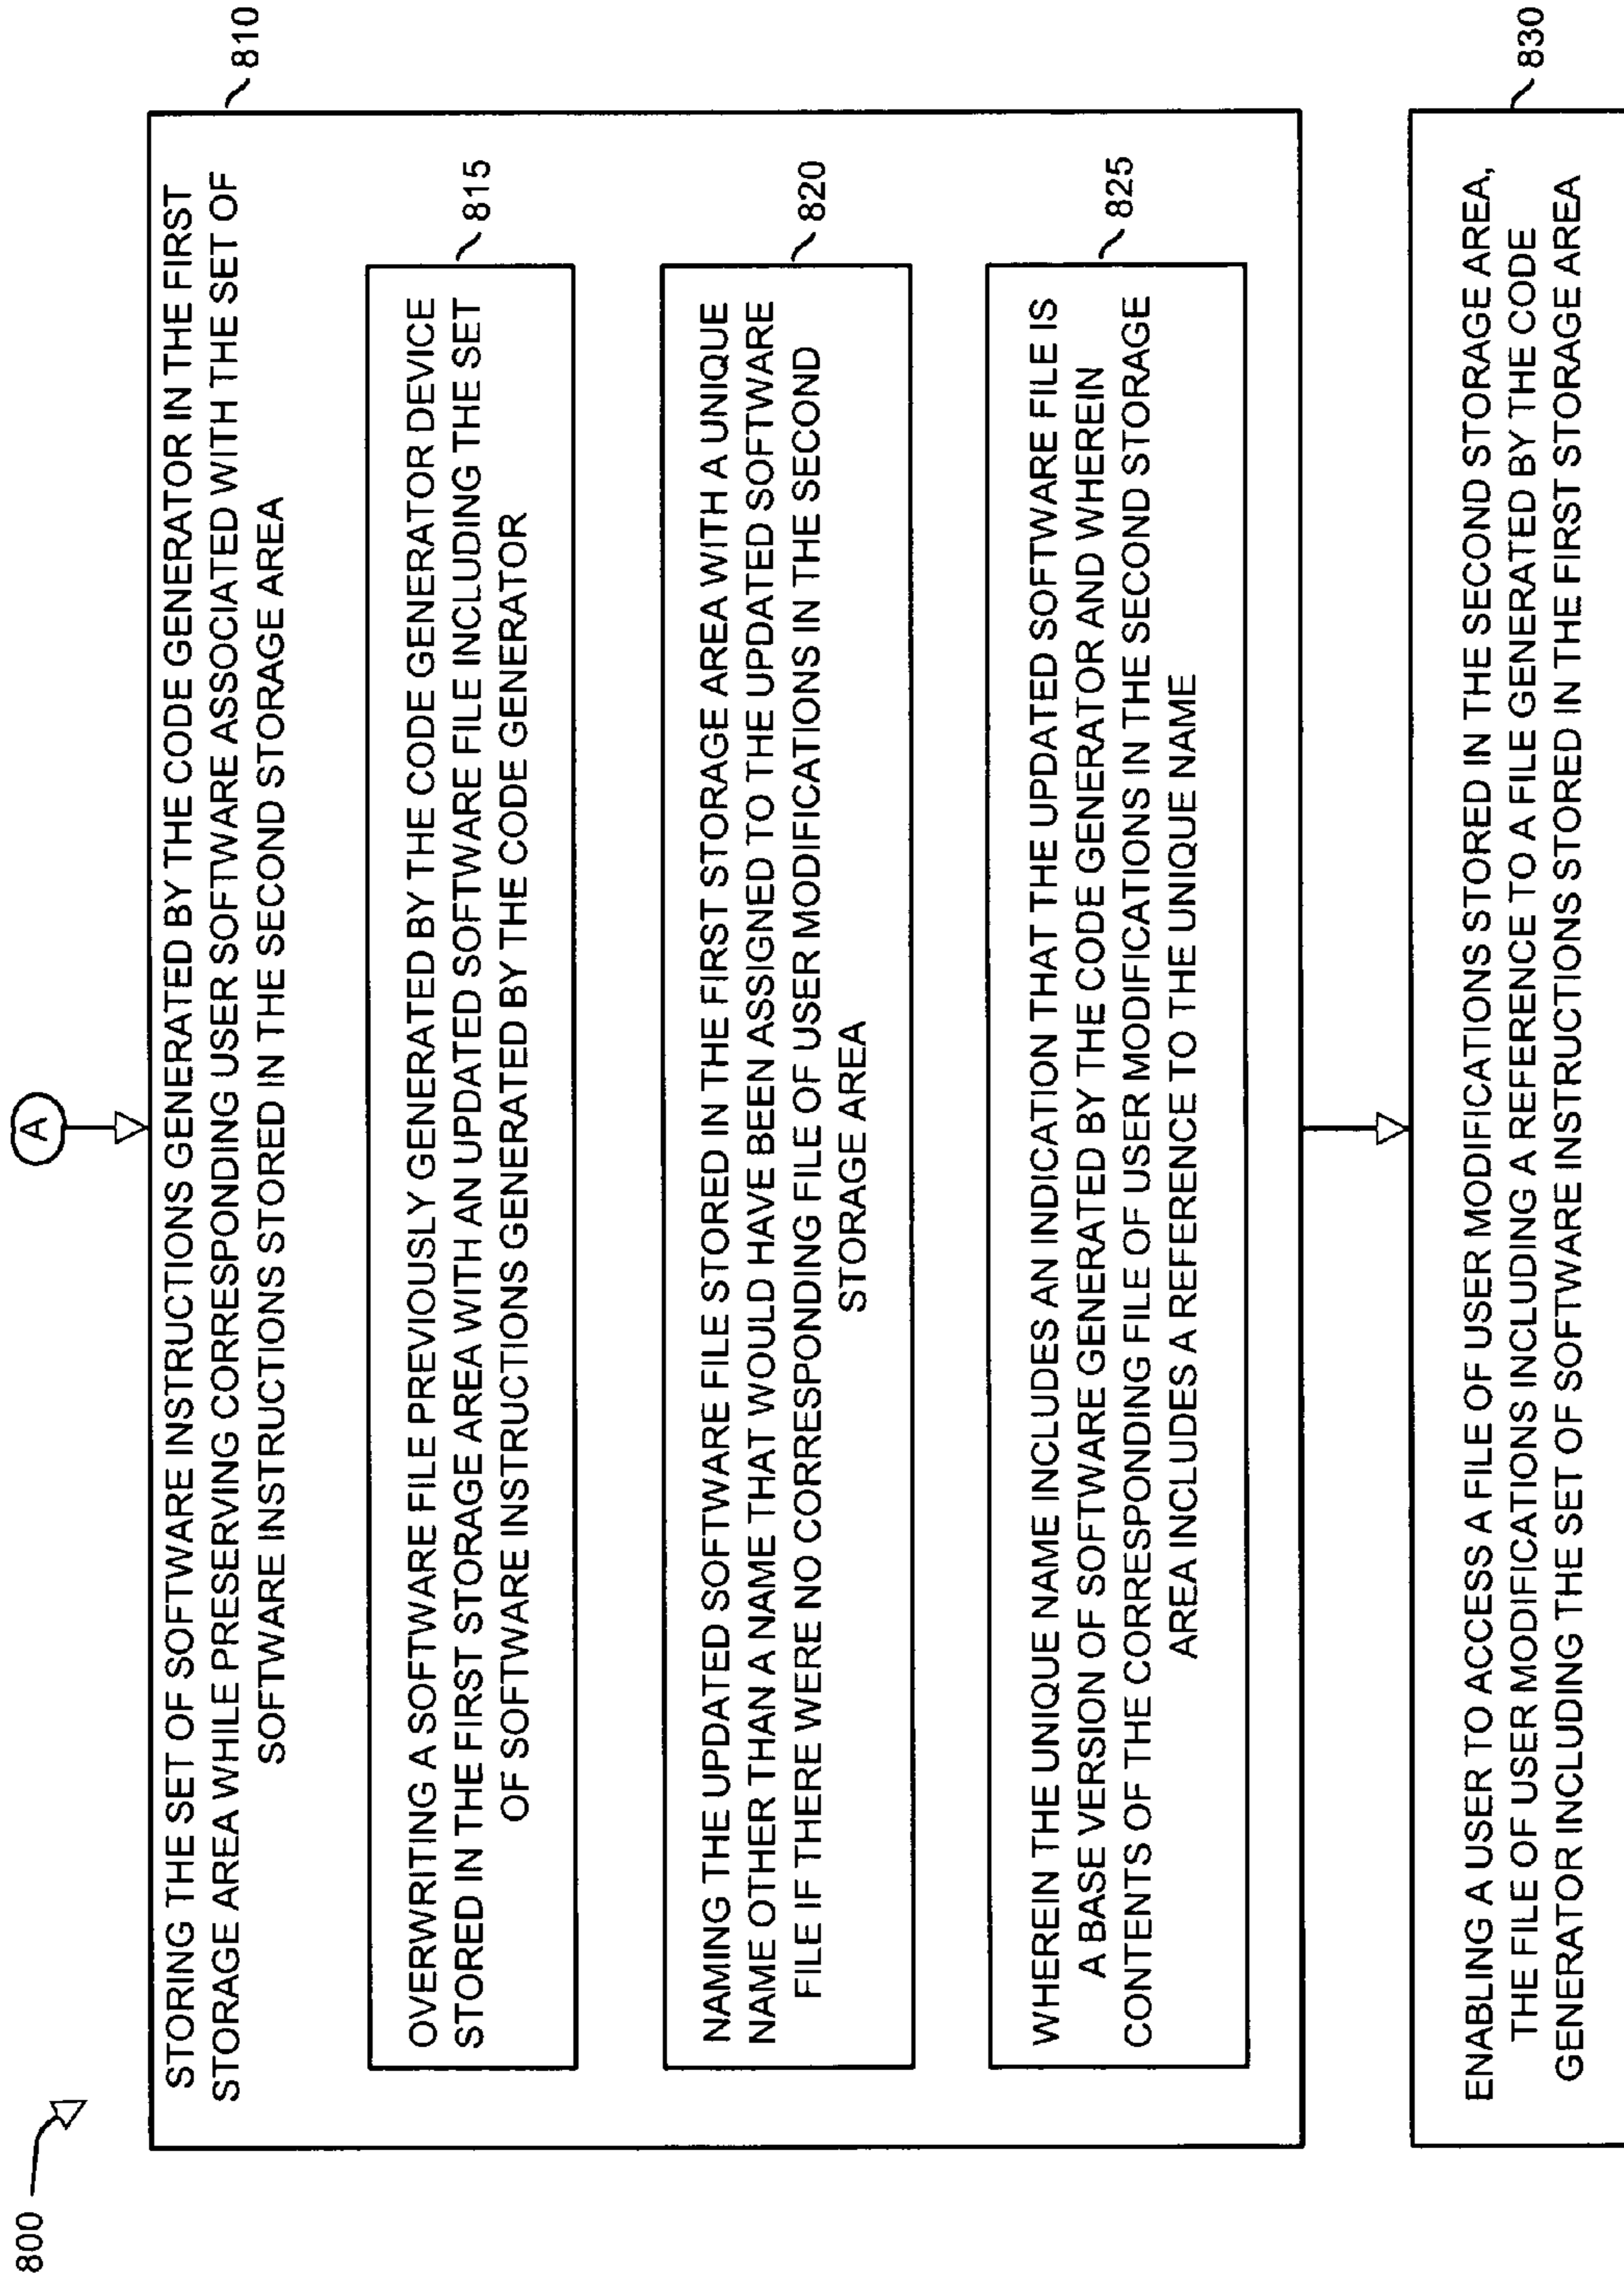 800
A
STORING THE SET OF SOFTWARE INSTRUCTIONS GENERATED BY THE CODE GENERATOR IN THE FIRST
STORAGE AREA WHILE PRESERVING CORRESPONDING USER SOFTWARE ASSOCIATED WITH THE SET OF
SOFTWARE INSTRUCTIONS STORED IN THE SECOND STORAGE AREA
810
OVERWRITING A SOFTWARE FILE PREVIOUSLY GENERATED BY THE CODE GENERATOR DEVICE
STORED IN THE FIRST STORAGE AREA WITH AN UPDATED SOFTWARE FILE INCLUDING THE SET
OF SOFTWARE INSTRUCTIONS GENERATED BY THE CODE GENERATOR
815
NAMING THE UPDATED SOFTWARE FILE STORED IN THE FIRST STORAGE AREA WITH A UNIQUE
NAME OTHER THAN A NAME THAT WOULD HAVE BEEN ASSIGNED TO THE UPDATED SOFTWARE
FILE IF THERE WERE NO CORRESPONDING FILE OF USER MODIFICATIONS IN THE SECOND
STORAGE AREA
820
WHEREIN THE UNIQUE NAME INCLUDES AN INDICATION THAT THE UPDATED SOFTWARE FILE IS
A BASE VERSION OF SOFTWARE GENERATED BY THE CODE GENERATOR AND WHEREIN
CONTENTS OF THE CORRESPONDING FILE OF USER MODIFICATIONS IN THE SECOND STORAGE
AREA INCLUDES A REFERENCE TO THE UNIQUE NAME
825
ENABLING A USER TO ACCESS A FILE OF USER MODIFICATIONS STORED IN THE SECOND STORAGE AREA,
THE FILE OF USER MODIFICATIONS INCLUDING A REFERENCE TO A FILE GENERATED BY THE CODE
GENERATOR INCLUDING THE SET OF SOFTWARE INSTRUCTIONS STORED IN THE FIRST STORAGE AREA
830